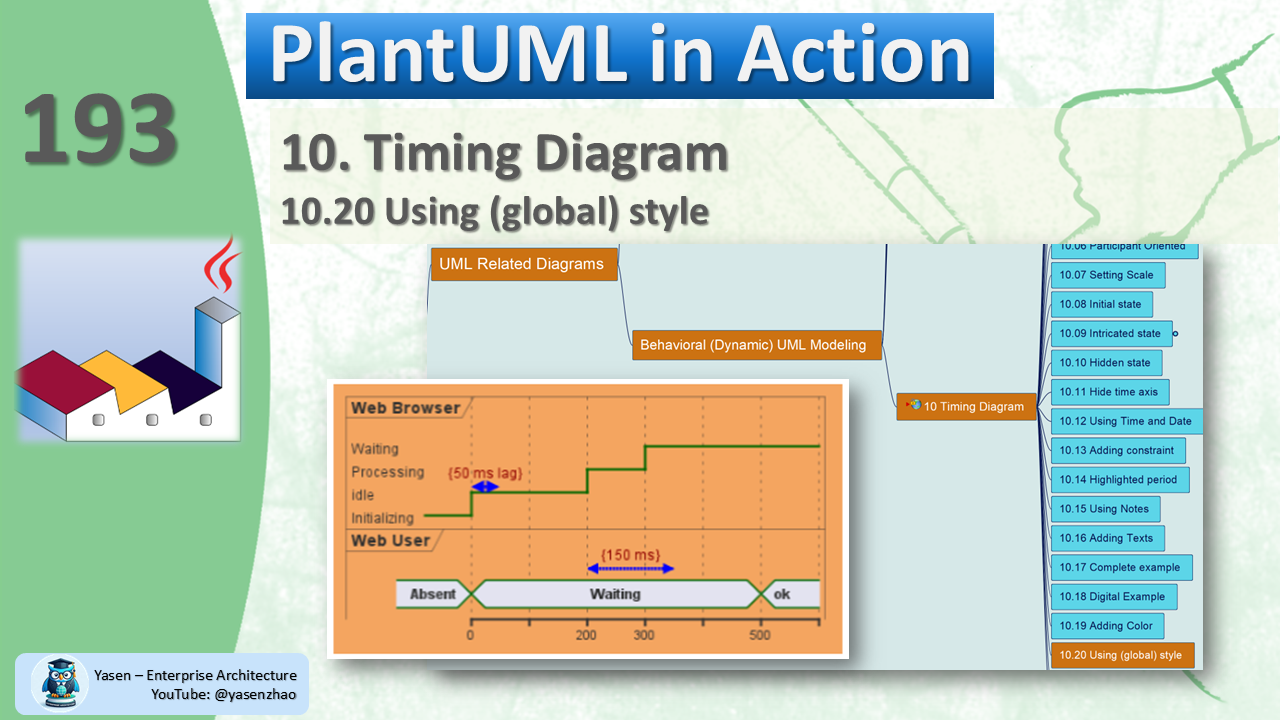 PlantUML in Action
193
10. Timing Diagram
10.20 Using (global) style
UML Related Diagrams
Behavioral (Dynamic) UML Modeling
10 Timing Diagram
10.06 Participant Oriented
10.07 Setting Scale
10.08 Initial state
10.09 Intricated state
10.10 Hidden state
10.11 Hide time axis
10.12 Using Time and Date
10.13 Adding constraint
10.14 Highlighted period
10.15 Using Notes
10.16 Adding Texts
10.17 Complete example
10.18 Digital Example
10.19 Adding Color
10.20 Using (global) style
Web Browser
Waiting
Processing
{50 ms lag}
idle
Initializing
Web User
{150 ms}
Absent Waiting ok
0 200 300 500
Yasen – Enterprise Architecture
YouTube: @yasenzhao